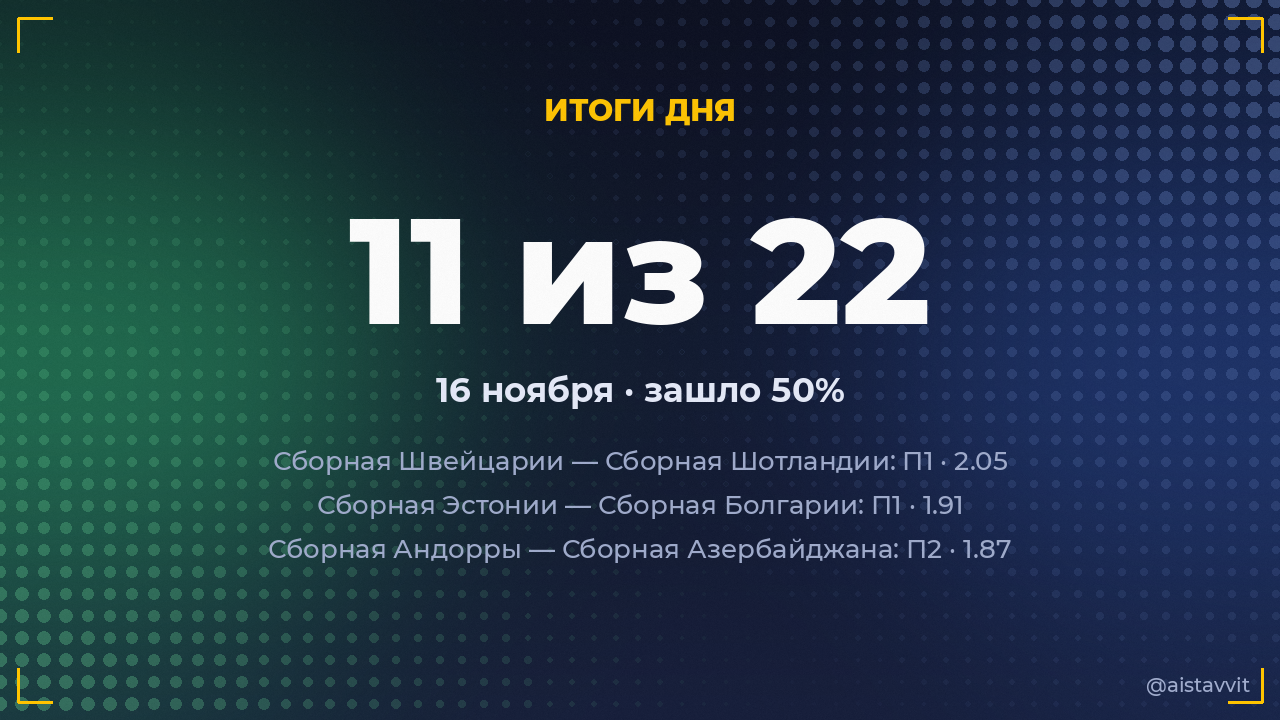 ИТОГИ ДНЯ
11 из 22
16 ноября · зашло 50%
Сборная Швейцарии — Сборная Шотландии: П1 · 2.05
Сборная Эстонии — Сборная Болгарии: П1 · 1.91
Сборная Андорры — Сборная Азербайджана: П2 · 1.87
@aistavvit